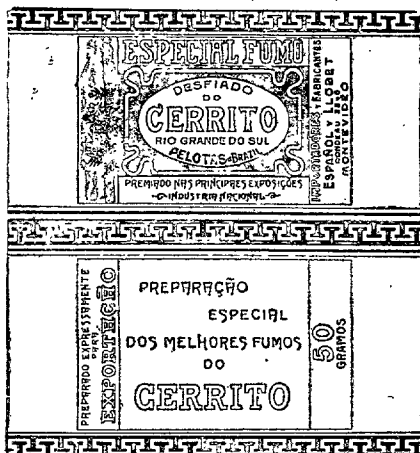 ESPECIAL FUMO
DESFIADO
DO
CERRITO
RIO GRANDE DO SUL
PELOTAS-BRAZIL
PREMIADO NAS PRINCIPAES EXPOSIÇÕES
INDUSTRIA NACIONAL
IMPORTADORES Y FABRICANTES
ESPAÑOL Y LLOBET
MONTEVIDEO
PREPARADO EXPRESSAMENTE
PARA
EXPORTAÇÃO
PREPARAÇÃO
ESPECIAL
DOS MELHORES FUMOS
DO
CERRITO
50
GRAMOS